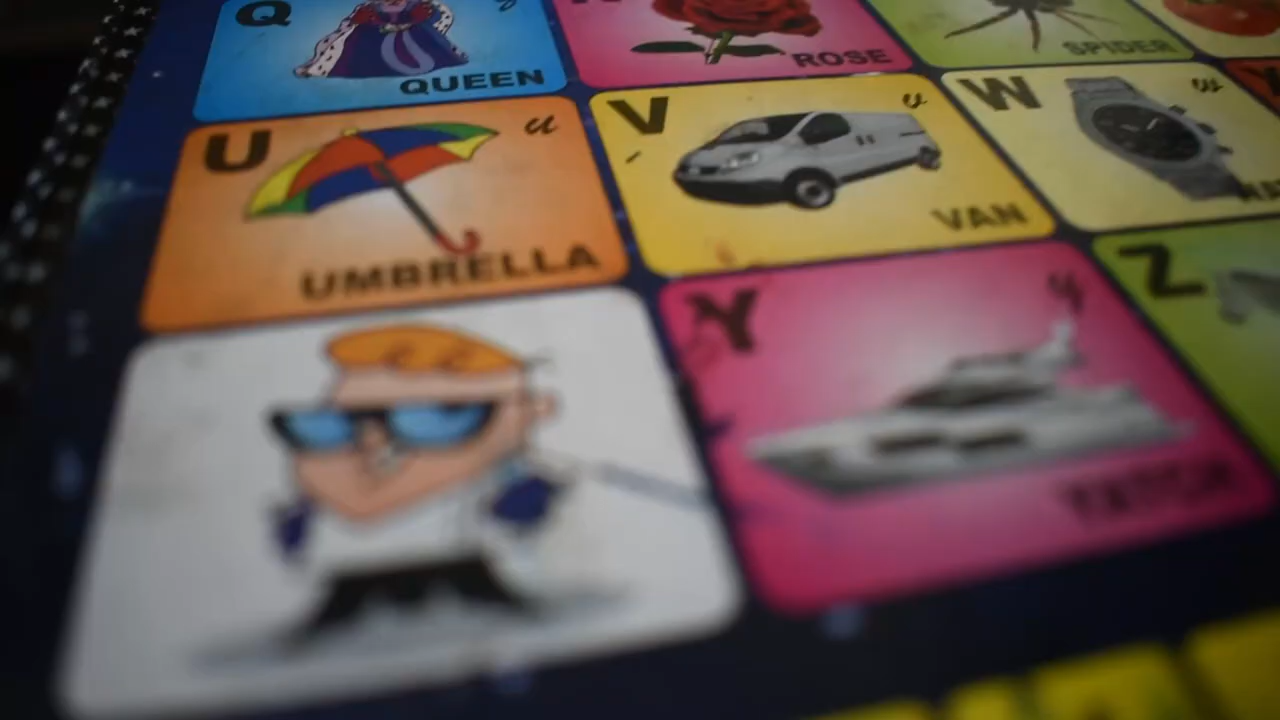 Q
QUEEN
ROSE
SPIDER
U u
UMBRELLA
V u
VAN
W w
Y y
Z